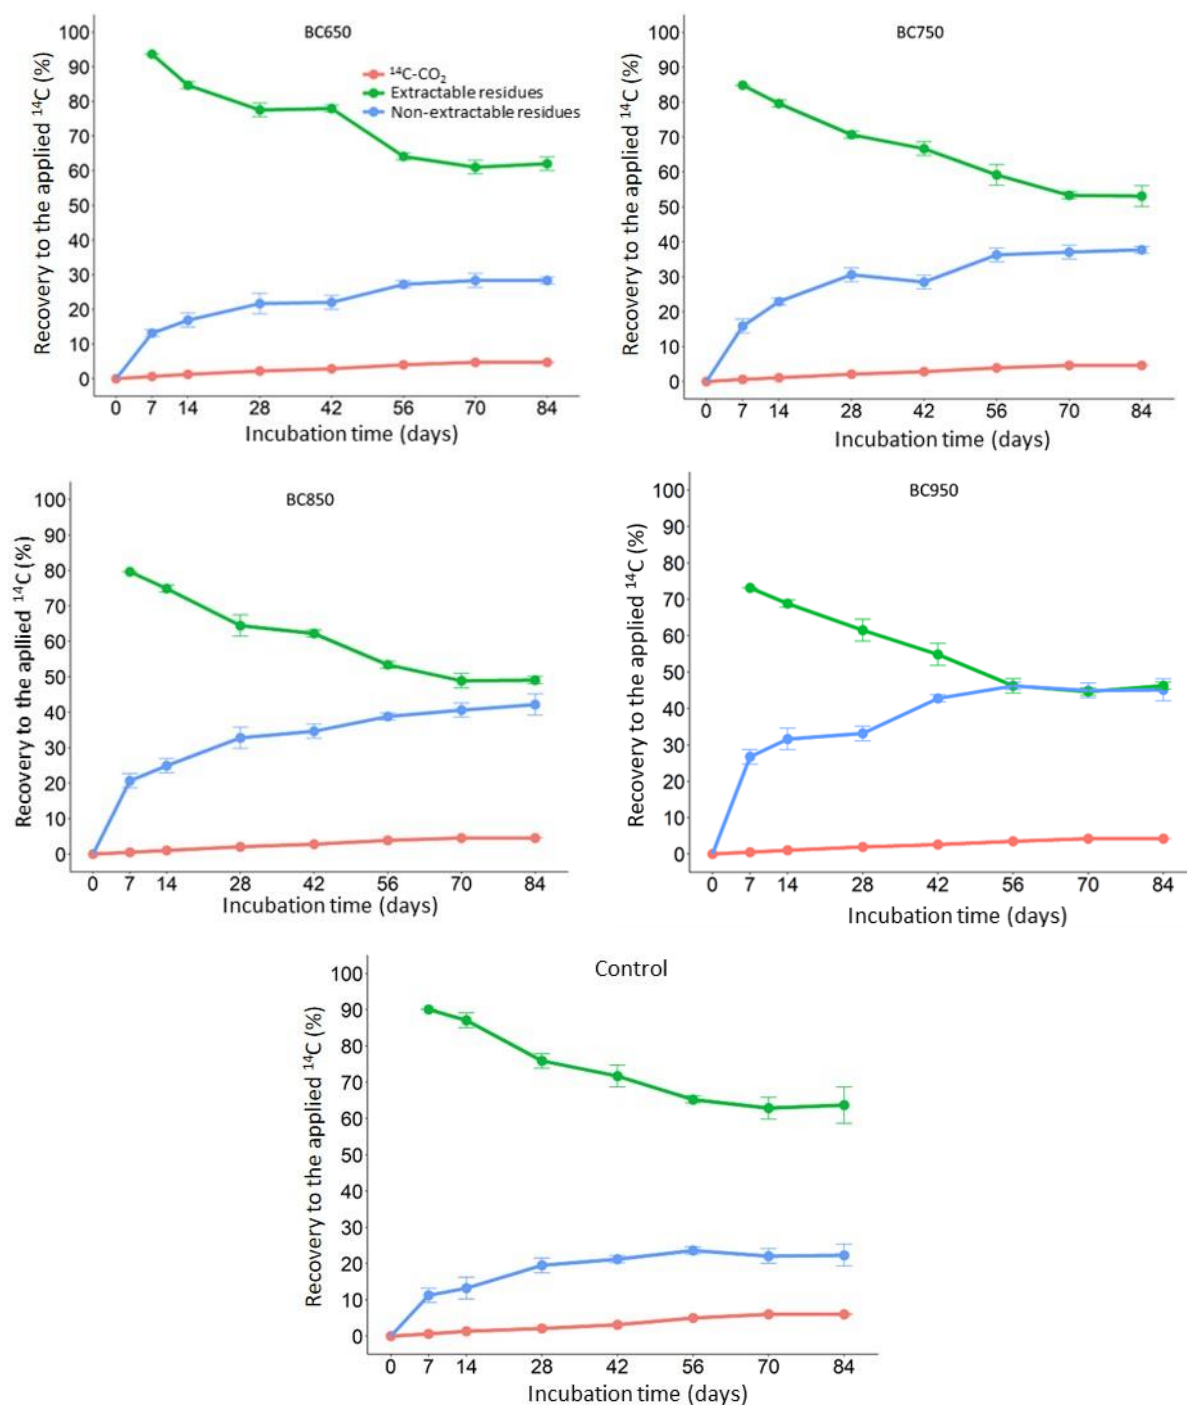 BC650
100
90
80
70
60
50
40
30
20
10
0
Recovery to the applied ¹⁴C (%)
¹⁴C-CO₂
Extractable residues
Non-extractable residues
0 7 14 28 42 56 70 84
Incubation time (days)
BC750
100
90
80
70
60
50
40
30
20
10
0
Recovery to the applied ¹⁴C (%)
0 7 14 28 42 56 70 84
Incubation time (days)
BC850
100
90
80
70
60
50
40
30
20
10
0
Recovery to the apllied ¹⁴C (%)
0 7 14 28 42 56 70 84
Incubation time (days)
BC950
100
90
80
70
60
50
40
30
20
10
0
Recovery to the applied ¹⁴C (%)
0 7 14 28 42 56 70 84
Incubation time (days)
Control
100
90
80
70
60
50
40
30
20
10
0
Recovery to the applied ¹⁴C (%)
0 7 14 28 42 56 70 84
Incubation time (days)